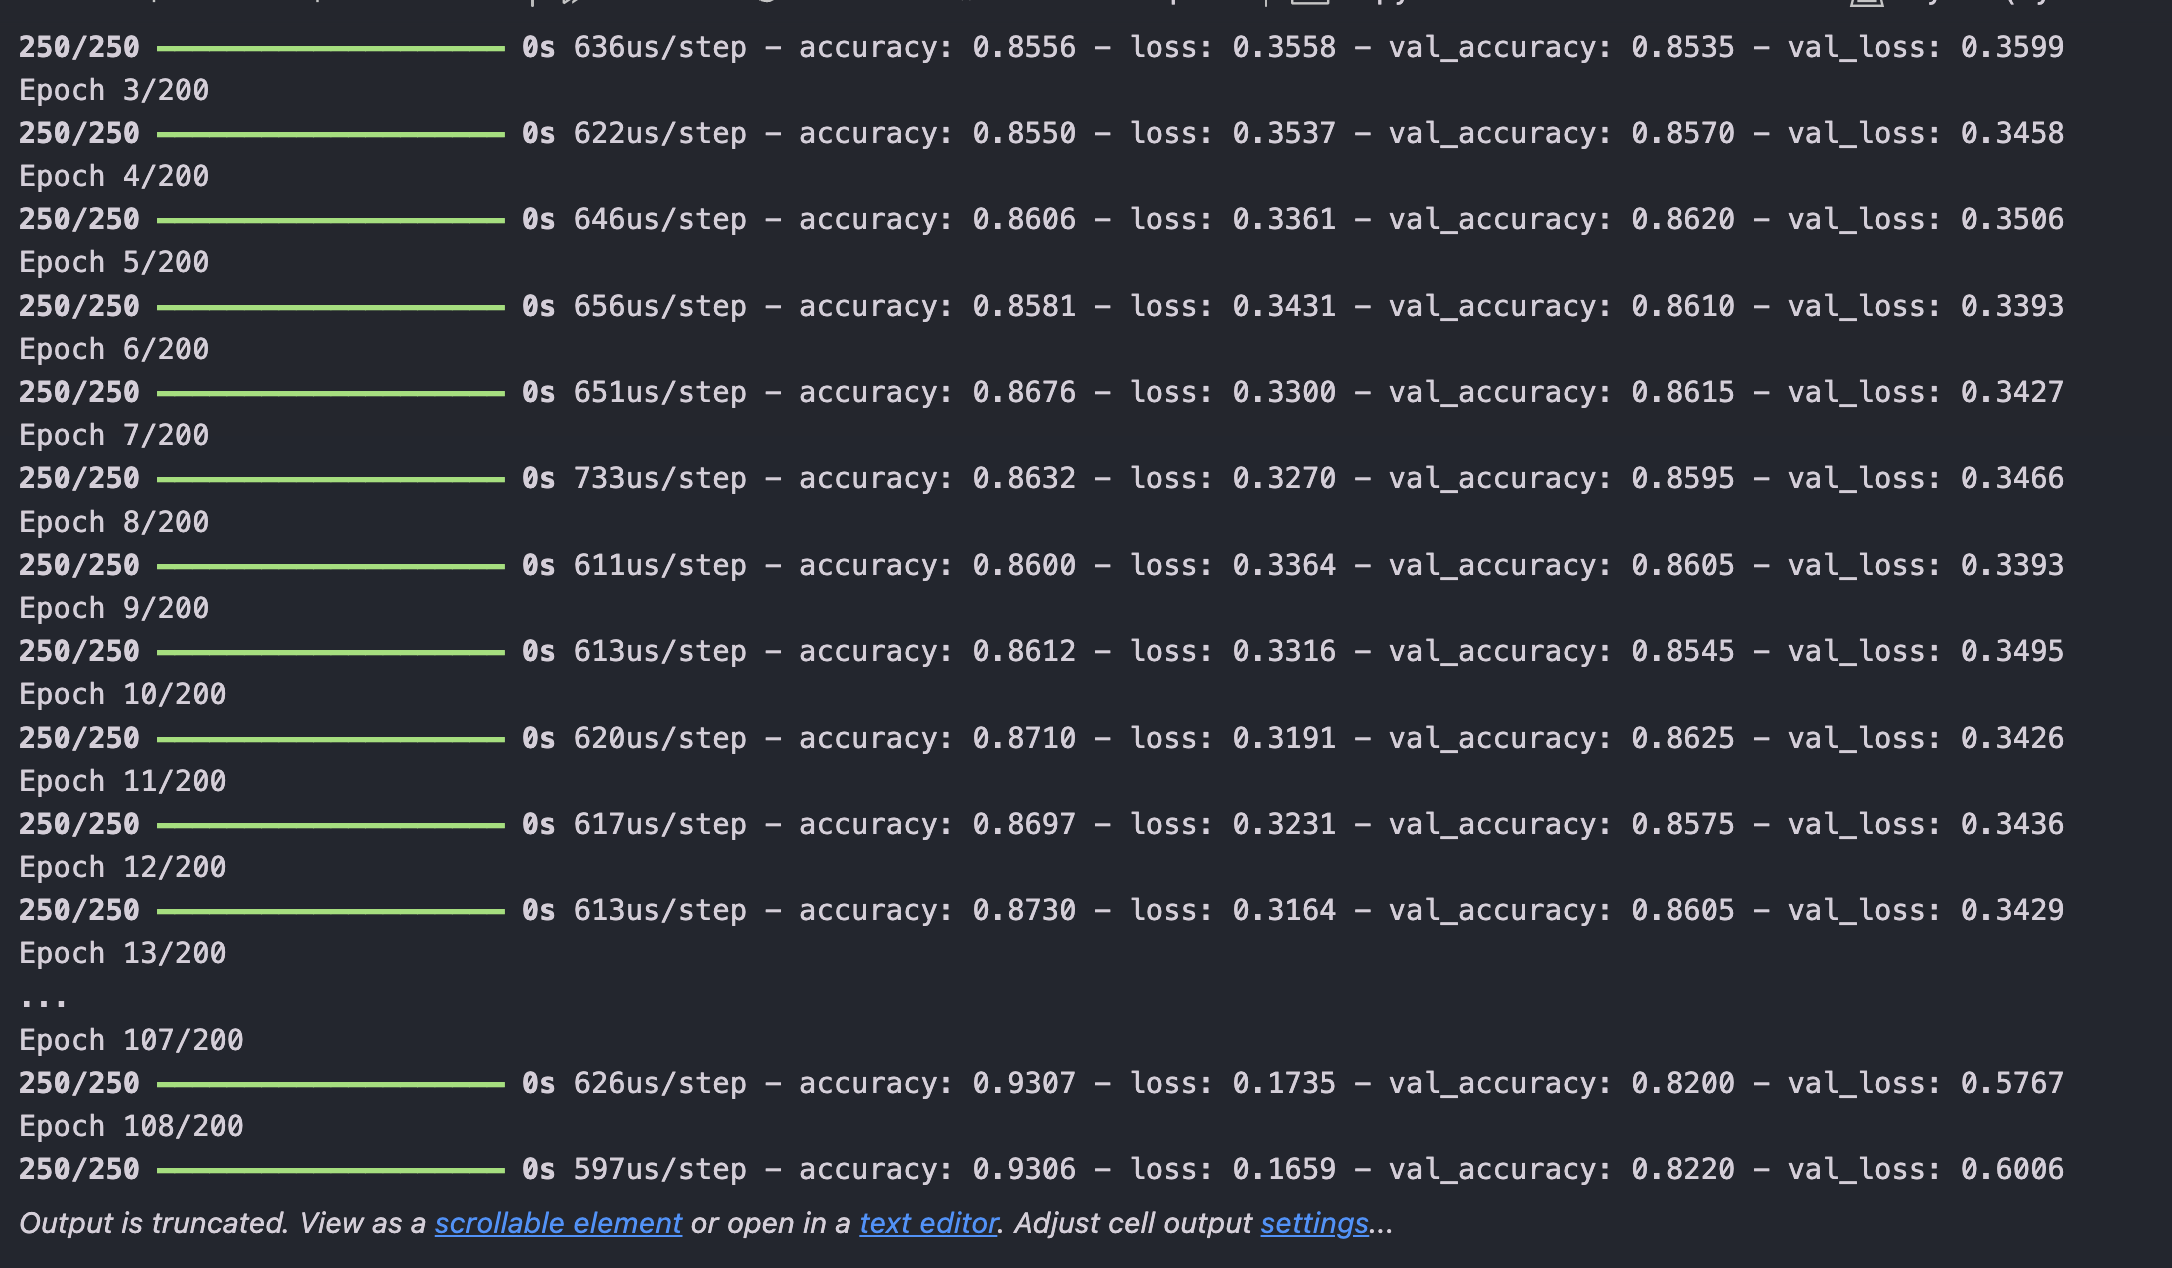 250/250 ━━━━━━━━━━━━━━━━━━━━ 0s 636us/step - accuracy: 0.8556 - loss: 0.3558 - val_accuracy: 0.8535 - val_loss: 0.3599
Epoch 3/200
250/250 ━━━━━━━━━━━━━━━━━━━━ 0s 622us/step - accuracy: 0.8550 - loss: 0.3537 - val_accuracy: 0.8570 - val_loss: 0.3458
Epoch 4/200
250/250 ━━━━━━━━━━━━━━━━━━━━ 0s 646us/step - accuracy: 0.8606 - loss: 0.3361 - val_accuracy: 0.8620 - val_loss: 0.3506
Epoch 5/200
250/250 ━━━━━━━━━━━━━━━━━━━━ 0s 656us/step - accuracy: 0.8581 - loss: 0.3431 - val_accuracy: 0.8610 - val_loss: 0.3393
Epoch 6/200
250/250 ━━━━━━━━━━━━━━━━━━━━ 0s 651us/step - accuracy: 0.8676 - loss: 0.3300 - val_accuracy: 0.8615 - val_loss: 0.3427
Epoch 7/200
250/250 ━━━━━━━━━━━━━━━━━━━━ 0s 733us/step - accuracy: 0.8632 - loss: 0.3270 - val_accuracy: 0.8595 - val_loss: 0.3466
Epoch 8/200
250/250 ━━━━━━━━━━━━━━━━━━━━ 0s 611us/step - accuracy: 0.8600 - loss: 0.3364 - val_accuracy: 0.8605 - val_loss: 0.3393
Epoch 9/200
250/250 ━━━━━━━━━━━━━━━━━━━━ 0s 613us/step - accuracy: 0.8612 - loss: 0.3316 - val_accuracy: 0.8545 - val_loss: 0.3495
Epoch 10/200
250/250 ━━━━━━━━━━━━━━━━━━━━ 0s 620us/step - accuracy: 0.8710 - loss: 0.3191 - val_accuracy: 0.8625 - val_loss: 0.3426
Epoch 11/200
250/250 ━━━━━━━━━━━━━━━━━━━━ 0s 617us/step - accuracy: 0.8697 - loss: 0.3231 - val_accuracy: 0.8575 - val_loss: 0.3436
Epoch 12/200
250/250 ━━━━━━━━━━━━━━━━━━━━ 0s 613us/step - accuracy: 0.8730 - loss: 0.3164 - val_accuracy: 0.8605 - val_loss: 0.3429
Epoch 13/200
...
Epoch 107/200
250/250 ━━━━━━━━━━━━━━━━━━━━ 0s 626us/step - accuracy: 0.9307 - loss: 0.1735 - val_accuracy: 0.8200 - val_loss: 0.5767
Epoch 108/200
250/250 ━━━━━━━━━━━━━━━━━━━━ 0s 597us/step - accuracy: 0.9306 - loss: 0.1659 - val_accuracy: 0.8220 - val_loss: 0.6006
Output is truncated. View as a scrollable element or open in a text editor. Adjust cell output settings...